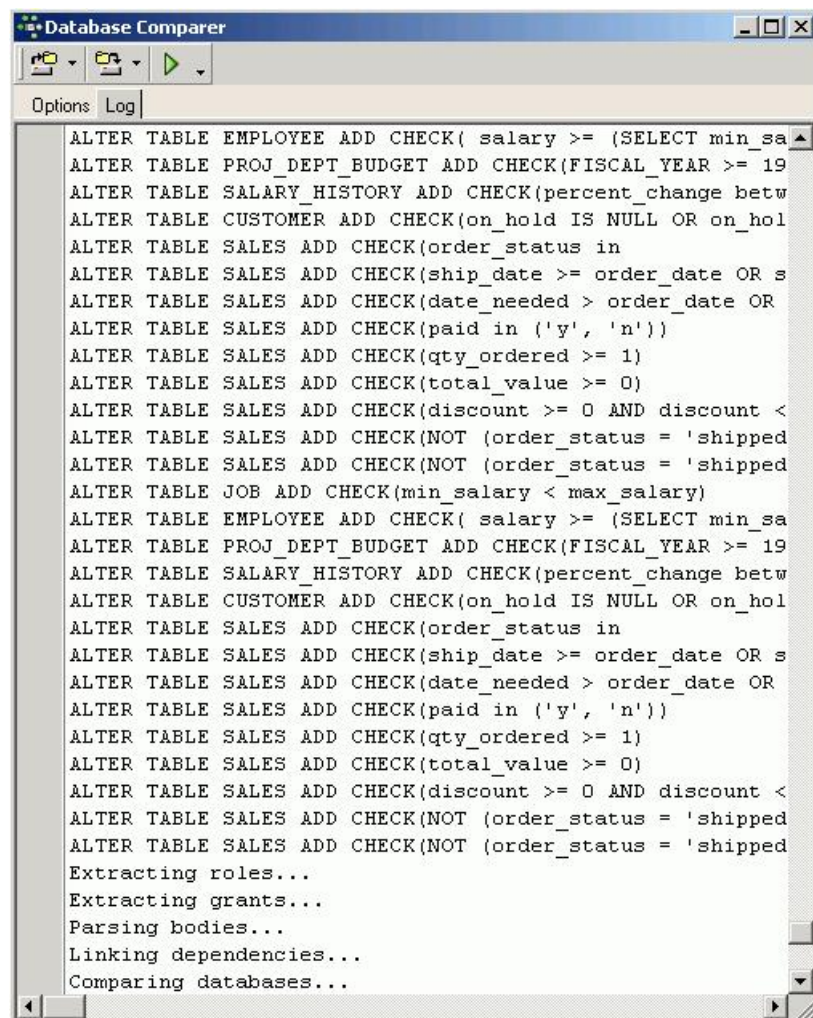 Database Comparer
Options Log
ALTER TABLE EMPLOYEE ADD CHECK( salary >= (SELECT min_sa
ALTER TABLE PROJ_DEPT_BUDGET ADD CHECK(FISCAL_YEAR >= 19
ALTER TABLE SALARY_HISTORY ADD CHECK(percent_change betw
ALTER TABLE CUSTOMER ADD CHECK(on_hold IS NULL OR on_hol
ALTER TABLE SALES ADD CHECK(order_status in
ALTER TABLE SALES ADD CHECK(ship_date >= order_date OR s
ALTER TABLE SALES ADD CHECK(date_needed > order_date OR
ALTER TABLE SALES ADD CHECK(paid in ('y', 'n'))
ALTER TABLE SALES ADD CHECK(qty_ordered >= 1)
ALTER TABLE SALES ADD CHECK(total_value >= 0)
ALTER TABLE SALES ADD CHECK(discount >= 0 AND discount <
ALTER TABLE SALES ADD CHECK(NOT (order_status = 'shipped
ALTER TABLE SALES ADD CHECK(NOT (order_status = 'shipped
ALTER TABLE JOB ADD CHECK(min_salary < max_salary)
ALTER TABLE EMPLOYEE ADD CHECK( salary >= (SELECT min_sa
ALTER TABLE PROJ_DEPT_BUDGET ADD CHECK(FISCAL_YEAR >= 19
ALTER TABLE SALARY_HISTORY ADD CHECK(percent_change betw
ALTER TABLE CUSTOMER ADD CHECK(on_hold IS NULL OR on_hol
ALTER TABLE SALES ADD CHECK(order_status in
ALTER TABLE SALES ADD CHECK(ship_date >= order_date OR s
ALTER TABLE SALES ADD CHECK(date_needed > order_date OR
ALTER TABLE SALES ADD CHECK(paid in ('y', 'n'))
ALTER TABLE SALES ADD CHECK(qty_ordered >= 1)
ALTER TABLE SALES ADD CHECK(total_value >= 0)
ALTER TABLE SALES ADD CHECK(discount >= 0 AND discount <
ALTER TABLE SALES ADD CHECK(NOT (order_status = 'shipped
ALTER TABLE SALES ADD CHECK(NOT (order_status = 'shipped
Extracting roles...
Extracting grants...
Parsing bodies...
Linking dependencies...
Comparing databases...